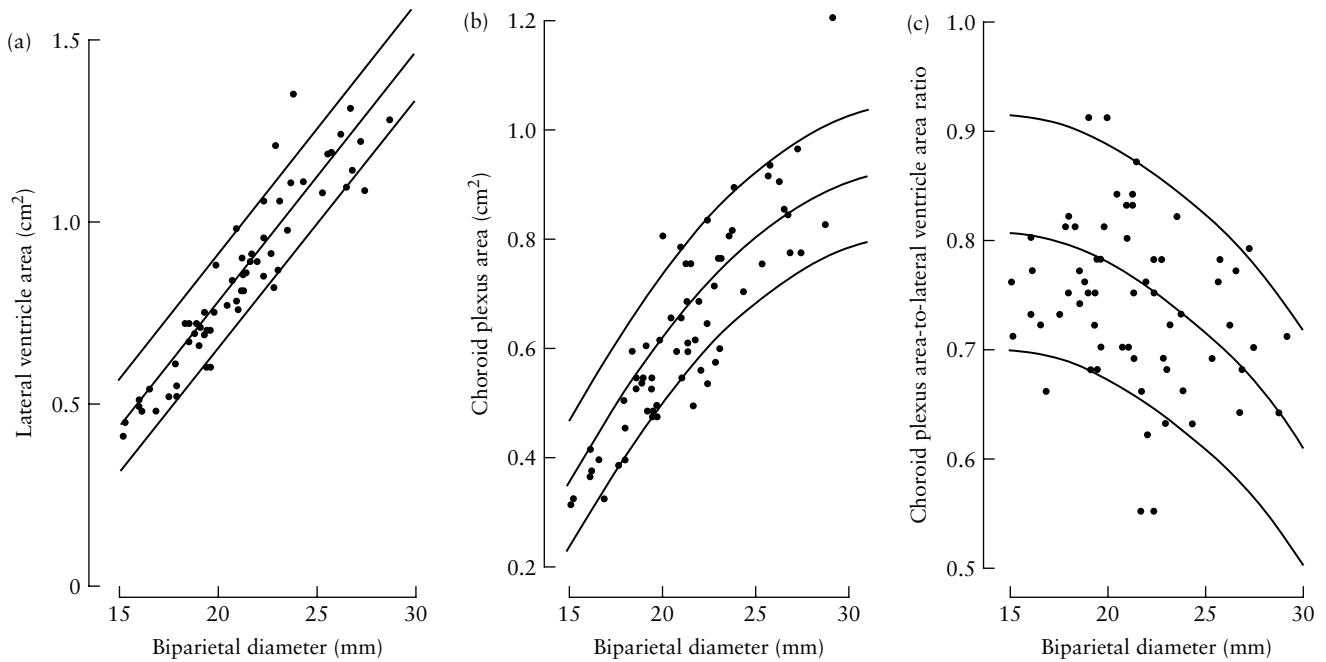 (a)
Lateral ventricle area (cm²)
1.5
1.0
0.5
0
15 20 25 30
Biparietal diameter (mm)
(b)
Choroid plexus area (cm²)
1.2
1.0
0.8
0.6
0.4
0.2
15 20 25 30
Biparietal diameter (mm)
(c)
Choroid plexus area-to-lateral ventricle area ratio
1.0
0.9
0.8
0.7
0.6
0.5
15 20 25 30
Biparietal diameter (mm)